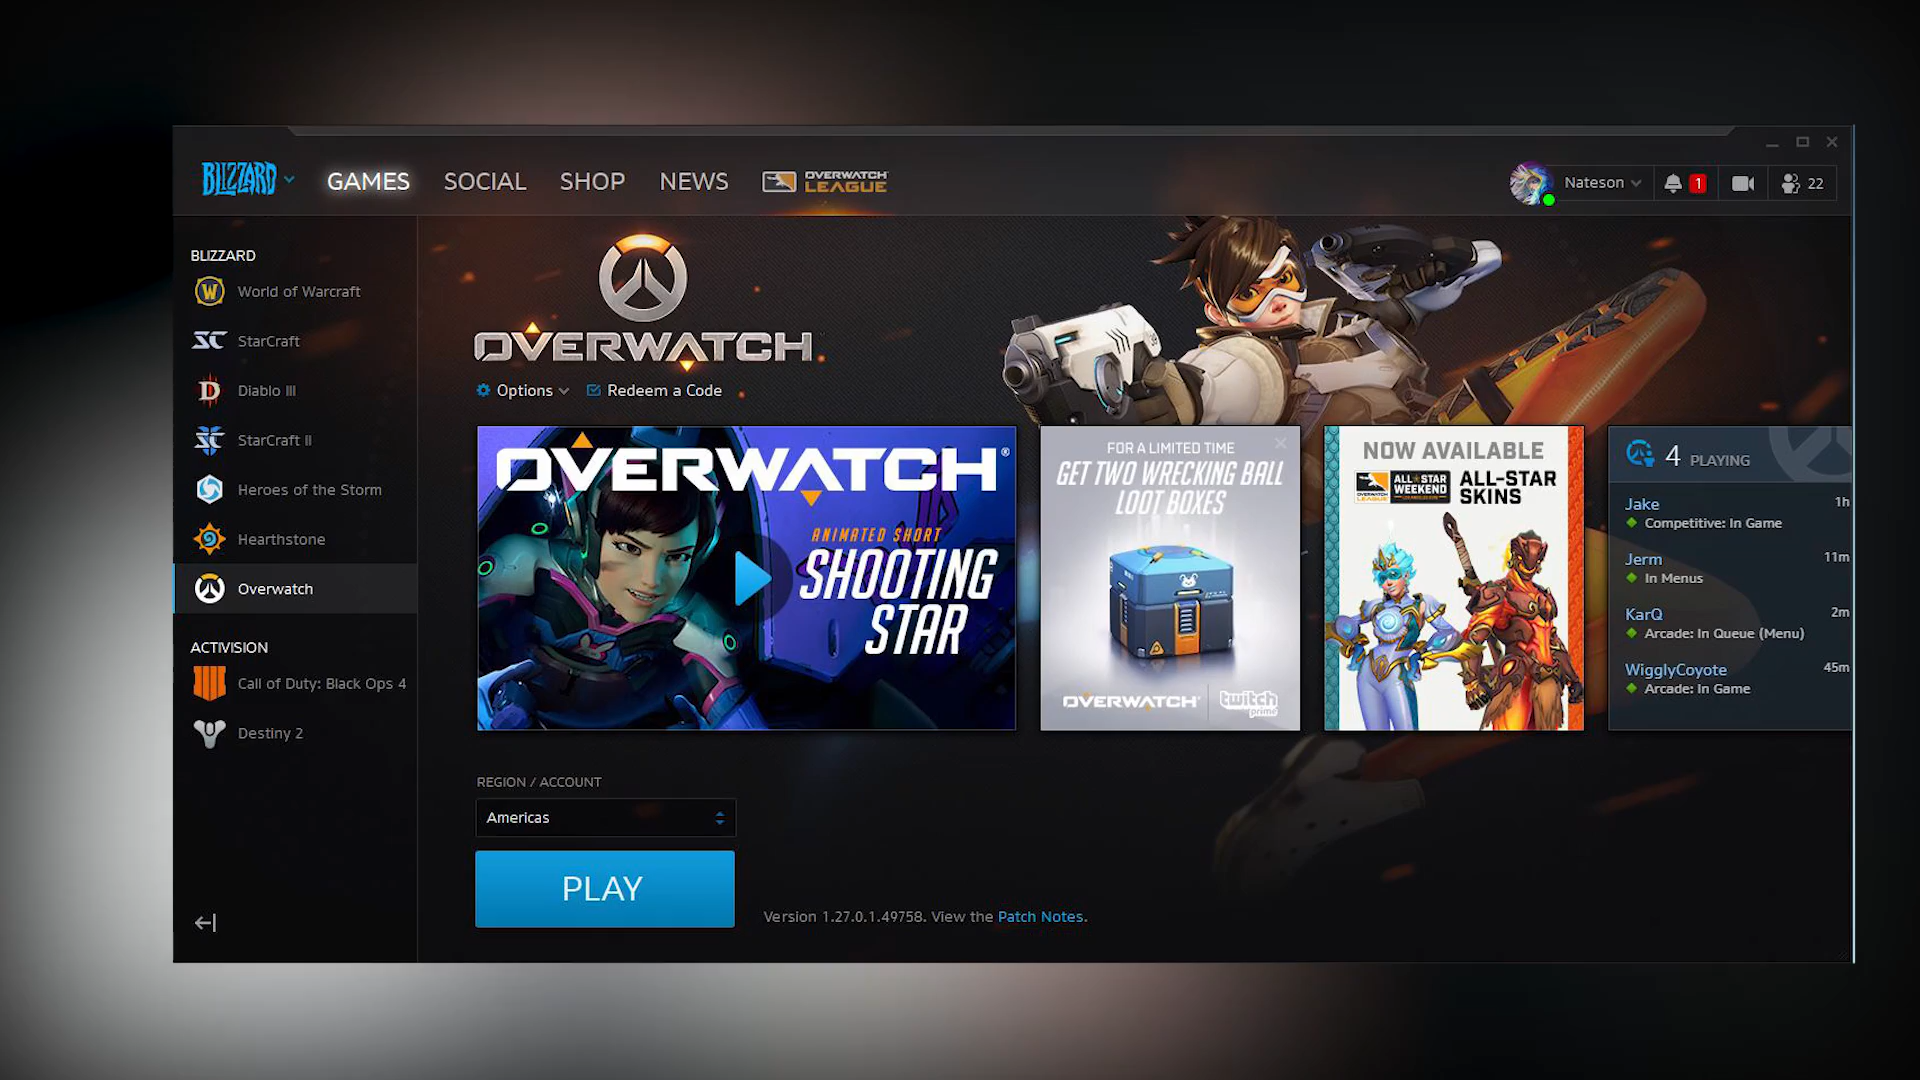 BLIZZARD
GAMES
SOCIAL
SHOP
NEWS
OVERWATCH
LEAGUE
Nateson
1
22
BLIZZARD
World of Warcraft
StarCraft
Diablo III
StarCraft II
Heroes of the Storm
Hearthstone
Overwatch
ACTIVISION
Call of Duty: Black Ops 4
Destiny 2
OVERWATCH
Options
Redeem a Code
OVERWATCH®
ANIMATED SHORT
SHOOTING
STAR
FOR A LIMITED TIME
GET TWO WRECKING BALL
LOOT BOXES
OVERWATCH
twitch
prime
NOW AVAILABLE
OVERWATCH
LEAGUE
ALL-STAR
WEEKEND
ALL-STAR
SKINS
4 PLAYING
Jake 1h
Competitive: In Game
Jerm 11m
In Menus
KarQ 2m
Arcade: In Queue (Menu)
WigglyCoyote 45m
Arcade: In Game
REGION / ACCOUNT
Americas
PLAY
Version 1.27.0.1.49758. View the Patch Notes.